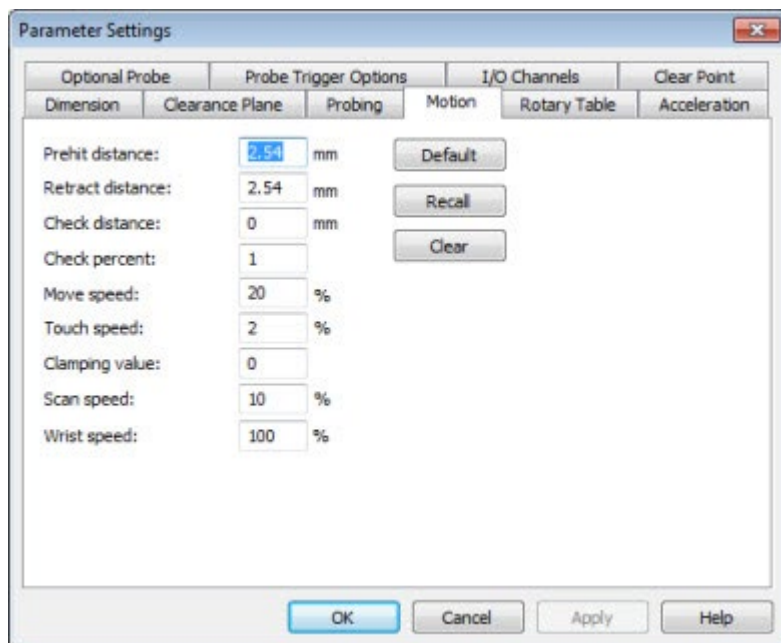 Parameter Settings
Optional Probe Probe Trigger Options I/O Channels Clear Point
Dimension Clearance Plane Probing Motion Rotary Table Acceleration
Prehit distance: 2.54 mm Default
Retract distance: 2.54 mm Recall
Check distance: 0 mm Clear
Check percent: 1
Move speed: 20 %
Touch speed: 2 %
Clamping value: 0
Scan speed: 10 %
Wrist speed: 100 %
OK Cancel Apply Help